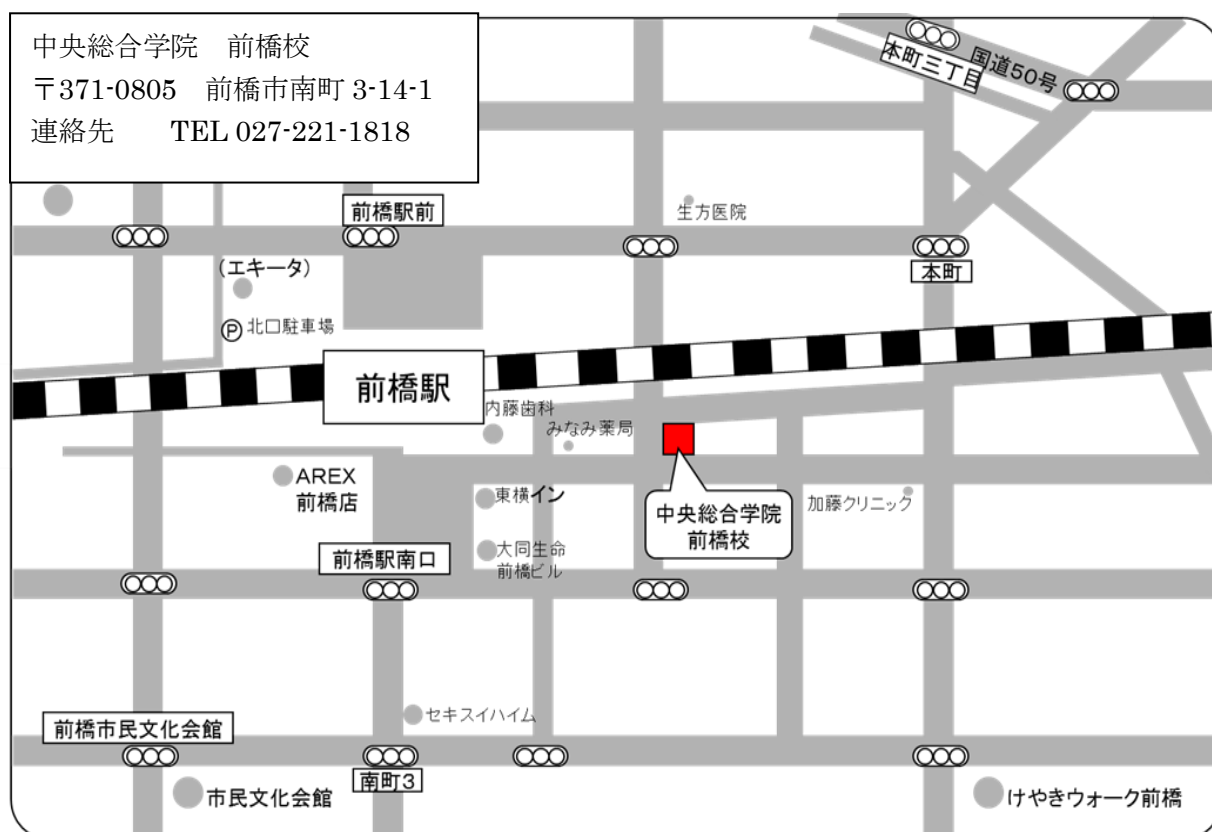 中央総合学院　前橋校
〒371-0805　前橋市南町 3-14-1
連絡先　　TEL 027-221-1818
本町三丁目
国道50号
前橋駅前
生方医院
本町
(エキータ)
Ⓟ 北口駐車場
前橋駅
内藤歯科
みなみ薬局
AREX
前橋店
東横イン
中央総合学院
前橋校
加藤クリニック
前橋駅南口
大同生命
前橋ビル
セキスイハイム
前橋市民文化会館
南町3
市民文化会館
けやきウォーク前橋